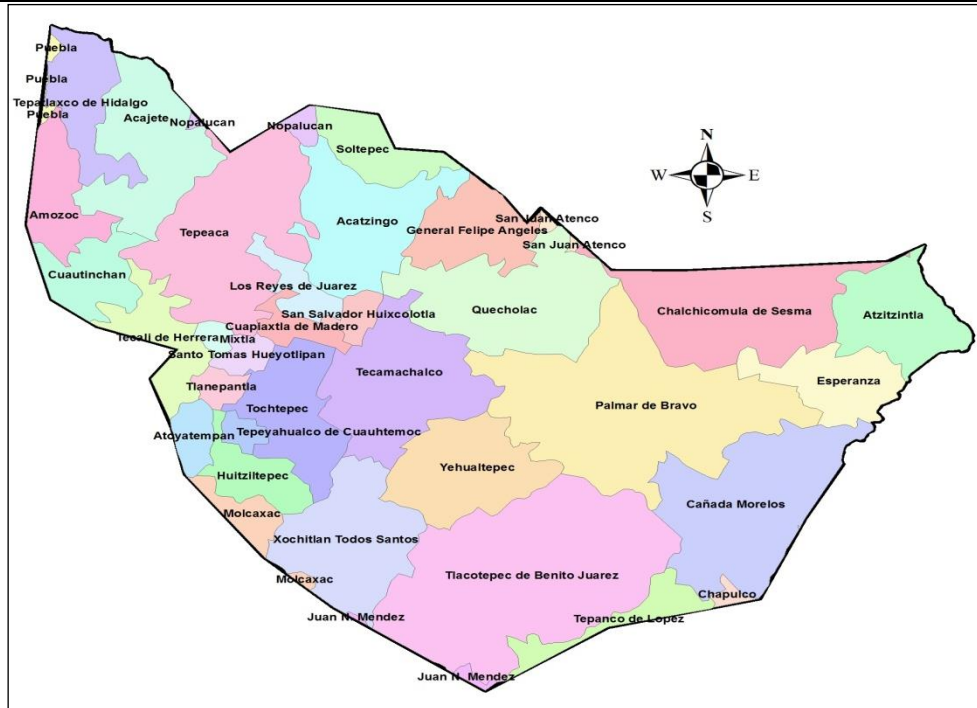 Puebla
Puebla
Tepatlaxco de Hidalgo
Puebla
Acajete
Nopalucan
Nopalucan
Soltepec
N
W
E
S
Amozoc
Tepeaca
Acatzingo
San Juan Atenco
General Felipe Angeles
San Juan Atenco
Cuautinchan
Los Reyes de Juarez
Quecholac
Chalchicomula de Sesma
Atzitzintla
San Salvador Huixcolotla
Cuapiaxtla de Madero
Tecali de Herrera
Mixtla
Santo Tomas Hueyotlipan
Tecamachalco
Esperanza
Tlanepantla
Palmar de Bravo
Tochtepec
Atoyatempan
Tepeyahualco de Cuauhtemoc
Yehualtepec
Huitziltepec
Cañada Morelos
Molcaxac
Xochitlan Todos Santos
Molcaxac
Tlacotepec de Benito Juarez
Chapulco
Juan N. Mendez
Tepanco de Lopez
Juan N. Mendez